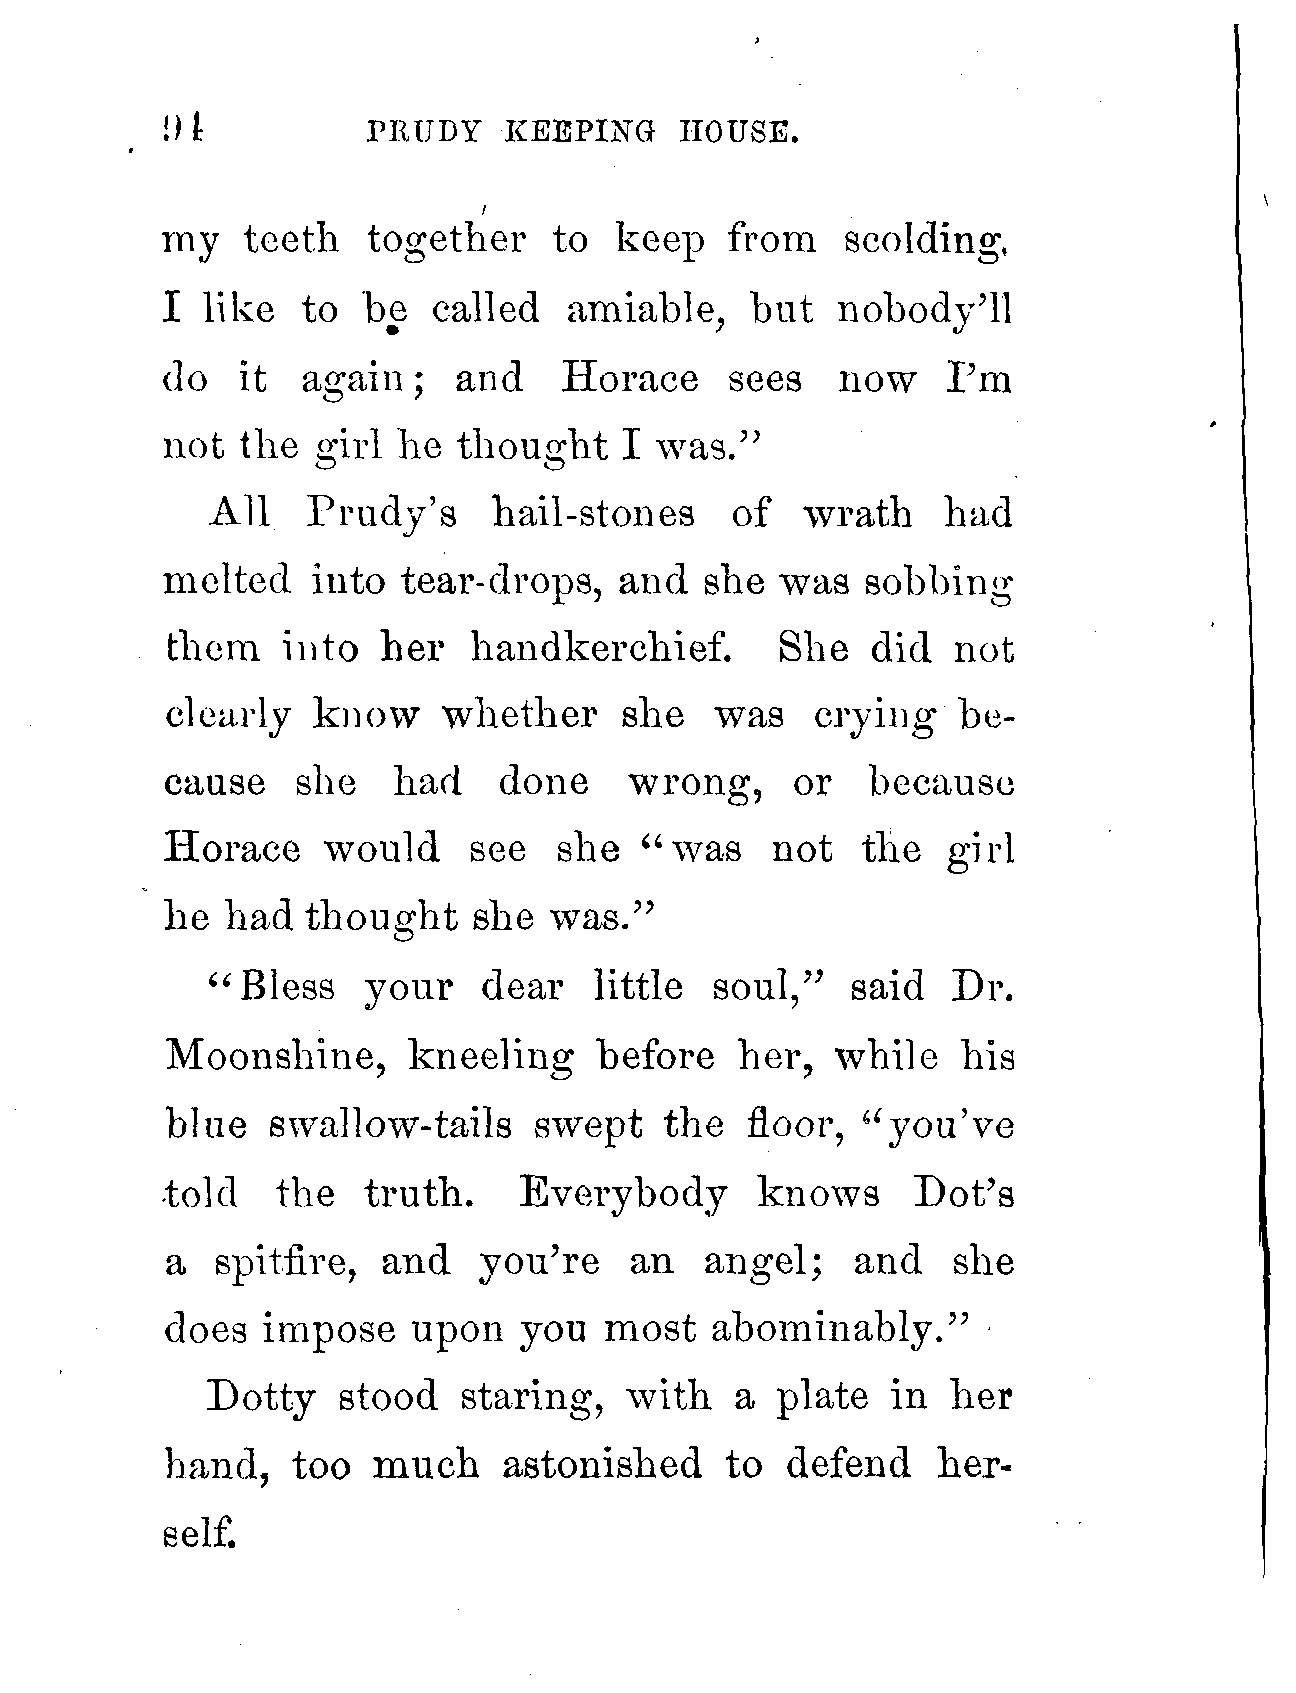 94 PRUDY KEEPING HOUSE.
my teeth together to keep from scolding,
I like to be called amiable, but nobody'll
do it again; and Horace sees now I'm
not the girl he thought I was."
All Prudy's hail-stones of wrath had
melted into tear-drops, and she was sobbing
them into her handkerchief. She did not
clearly know whether she was crying be-
cause she had done wrong, or because
Horace would see she "was not the girl
he had thought she was."
"Bless your dear little soul," said Dr.
Moonshine, kneeling before her, while his
blue swallow-tails swept the floor, "you've
told the truth. Everybody knows Dot's
a spitfire, and you're an angel; and she
does impose upon you most abominably."
Dotty stood staring, with a plate in her
hand, too much astonished to defend her-
self.